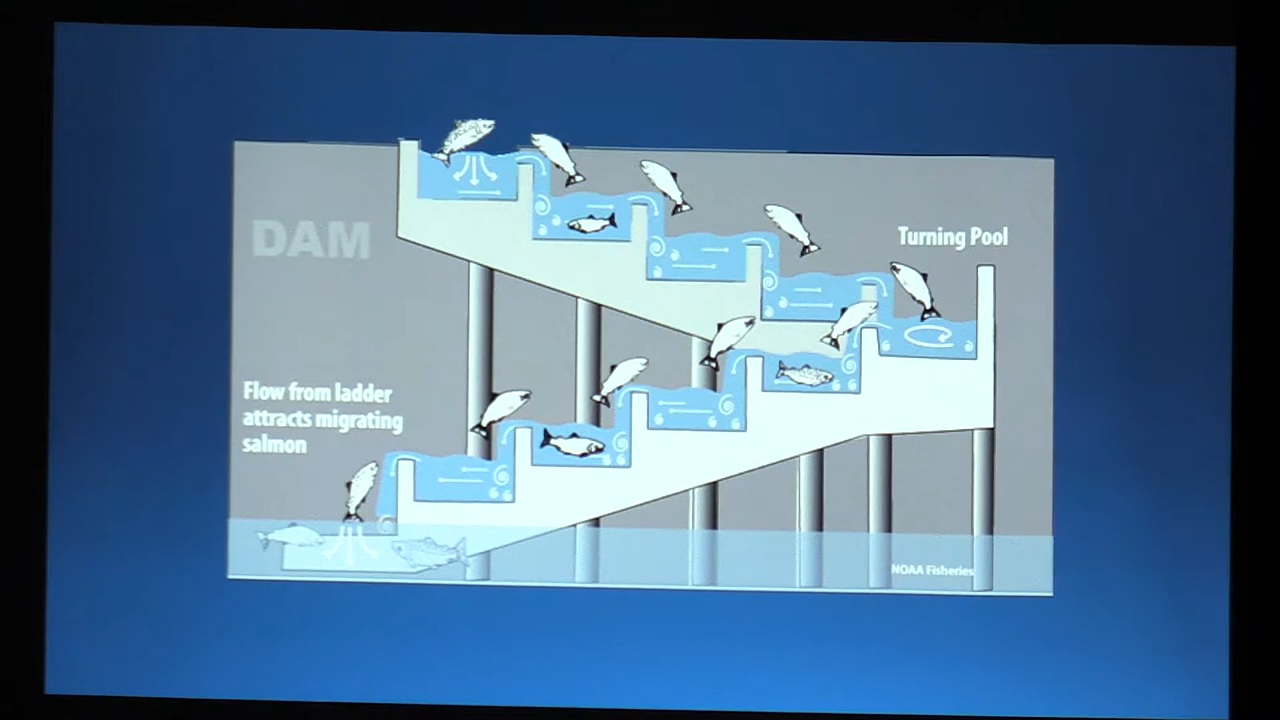 DAM
Turning Pool
Flow from ladder
attracts migrating
salmon
NOAA Fisheries